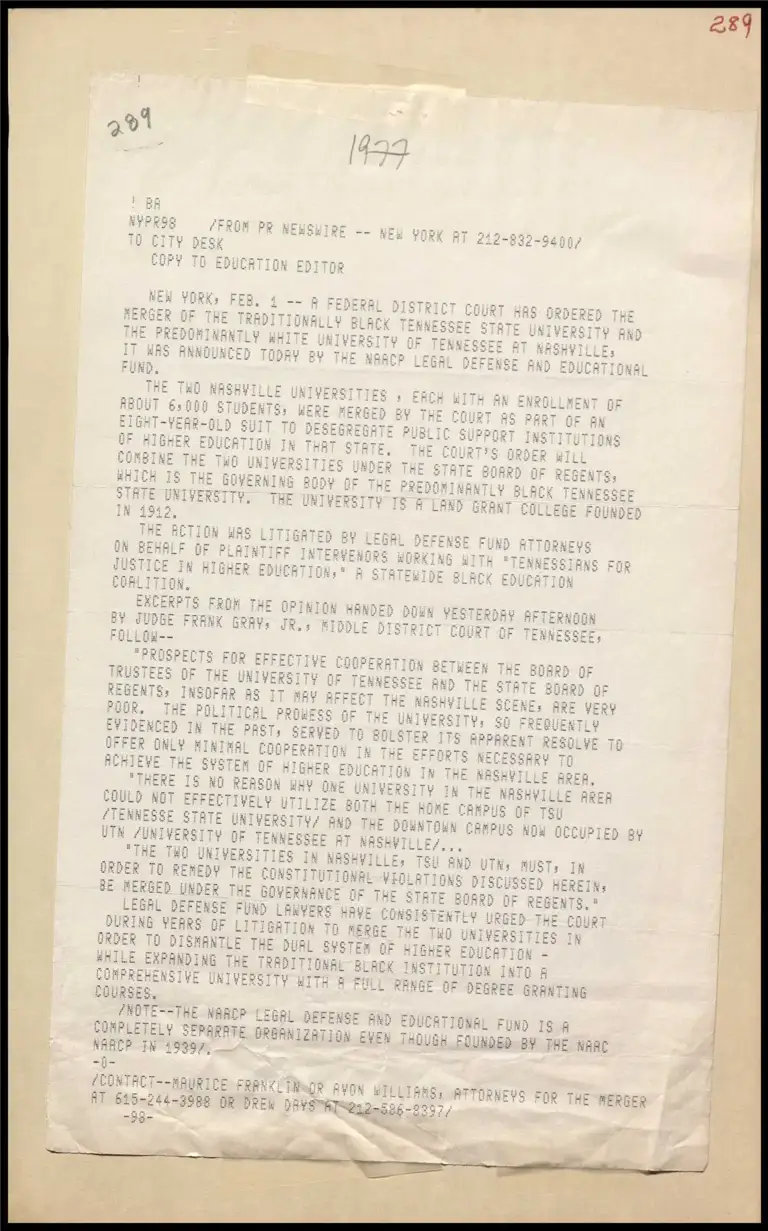 289
289
1977
! BA
NYPR98 /FROM PR NEWSWIRE -- NEW YORK AT 212-832-9400/
TO CITY DESK
COPY TO EDUCATION EDITOR
NEW YORK, FEB. 1 -- A FEDERAL DISTRICT COURT HAS ORDERED THE
MERGER OF THE TRADITIONALLY BLACK TENNESSEE STATE UNIVERSITY AND
THE PREDOMINANTLY WHITE UNIVERSITY OF TENNESSEE AT NASHVILLE,
IT WAS ANNOUNCED TODAY BY THE NAACP LEGAL DEFENSE AND EDUCATIONAL
FUND.
THE TWO NASHVILLE UNIVERSITIES , EACH WITH AN ENROLLMENT OF
ABOUT 6,000 STUDENTS, WERE MERGED BY THE COURT AS PART OF AN
EIGHT-YEAR-OLD SUIT TO DESEGREGATE PUBLIC SUPPORT INSTITUTIONS
OF HIGHER EDUCATION IN THAT STATE. THE COURT'S ORDER WILL
COMBINE THE TWO UNIVERSITIES UNDER THE STATE BOARD OF REGENTS,
WHICH IS THE GOVERNING BODY OF THE PREDOMINANTLY BLACK TENNESSEE
STATE UNIVERSITY. THE UNIVERSITY IS A LAND GRANT COLLEGE FOUNDED
IN 1912.
THE ACTION WAS LITIGATED BY LEGAL DEFENSE FUND ATTORNEYS
ON BEHALF OF PLAINTIFF INTERVENORS WORKING WITH "TENNESSIANS FOR
JUSTICE IN HIGHER EDUCATION," A STATEWIDE BLACK EDUCATION
COALITION.
EXCERPTS FROM THE OPINION HANDED DOWN YESTERDAY AFTERNOON
BY JUDGE FRANK GRAY, JR., MIDDLE DISTRICT COURT OF TENNESSEE,
FOLLOW--
"PROSPECTS FOR EFFECTIVE COOPERATION BETWEEN THE BOARD OF
TRUSTEES OF THE UNIVERSITY OF TENNESSEE AND THE STATE BOARD OF
REGENTS, INSOFAR AS IT MAY AFFECT THE NASHVILLE SCENE, ARE VERY
POOR. THE POLITICAL PROWESS OF THE UNIVERSITY, SO FREQUENTLY
EVIDENCED IN THE PAST, SERVED TO BOLSTER ITS APPARENT RESOLVE TO
OFFER ONLY MINIMAL COOPERATION IN THE EFFORTS NECESSARY TO
ACHIEVE THE SYSTEM OF HIGHER EDUCATION IN THE NASHVILLE AREA.
"THERE IS NO REASON WHY ONE UNIVERSITY IN THE NASHVILLE AREA
COULD NOT EFFECTIVELY UTILIZE BOTH THE HOME CAMPUS OF TSU
/TENNESSE STATE UNIVERSITY/ AND THE DOWNTOWN CAMPUS NOW OCCUPIED BY
UTN /UNIVERSITY OF TENNESSEE AT NASHVILLE/...
"THE TWO UNIVERSITIES IN NASHVILLE, TSU AND UTN, MUST, IN
ORDER TO REMEDY THE CONSTITUTIONAL VIOLATIONS DISCUSSED HEREIN,
BE MERGED UNDER THE GOVERNANCE OF THE STATE BOARD OF REGENTS."
LEGAL DEFENSE FUND LAWYERS HAVE CONSISTENTLY URGED THE COURT
DURING YEARS OF LITIGATION TO MERGE THE TWO UNIVERSITIES IN
ORDER TO DISMANTLE THE DUAL SYSTEM OF HIGHER EDUCATION -
WHILE EXPANDING THE TRADITIONAL BLACK INSTITUTION INTO A
COMPREHENSIVE UNIVERSITY WITH A FULL RANGE OF DEGREE GRANTING
COURSES.
/NOTE--THE NAACP LEGAL DEFENSE AND EDUCATIONAL FUND IS A
COMPLETELY SEPARATE ORGANIZATION EVEN THOUGH FOUNDED BY THE NAAC
NAACP IN 1939/.
-0-
/CONTACT--MAURICE FRANKLIN OR AVON WILLIAMS, ATTORNEYS FOR THE MERGER
AT 615-244-3988 OR DREW DAYS AT 212-586-8397/
-98-